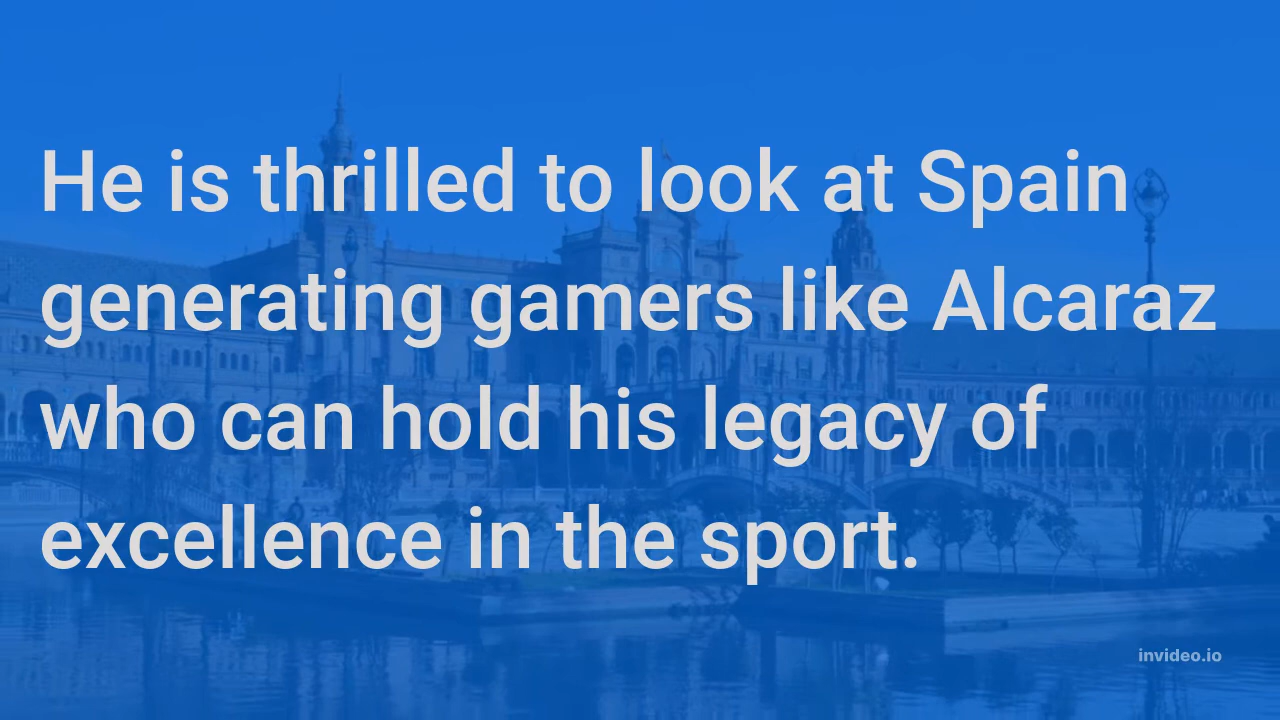 He is thrilled to look at Spain
generating gamers like Alcaraz
who can hold his legacy of
excellence in the sport.
invideo.io